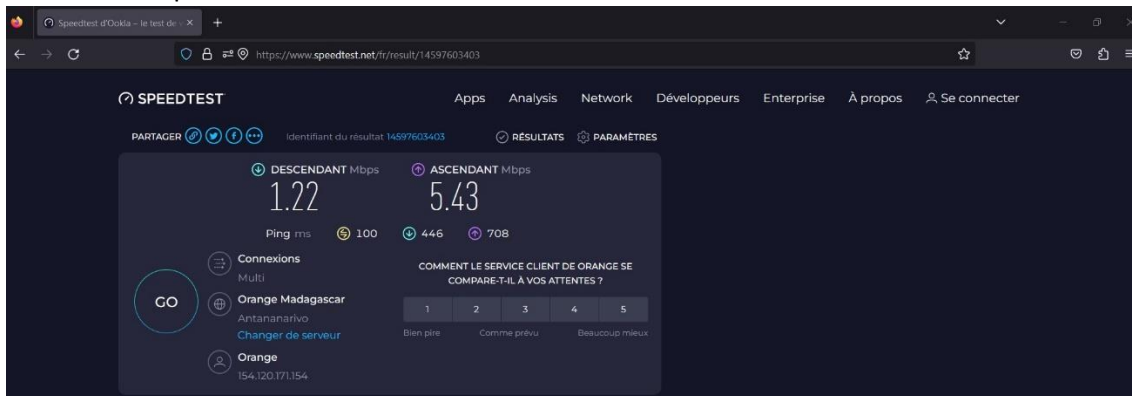 Speedtest d'Ookla – le test de v
https://www.speedtest.net/fr/result/14597603403
SPEEDTEST Apps Analysis Network Développeurs Enterprise À propos Se connecter
PARTAGER Identifiant du résultat 14597603403 RÉSULTATS PARAMÈTRES
DESCENDANT Mbps ASCENDANT Mbps
1.22 5.43
Ping ms 100 446 708
GO
Connexions
Multi
Orange Madagascar
Antananarivo
Changer de serveur
Orange
154.120.171.154
COMMENT LE SERVICE CLIENT DE ORANGE SE
COMPARE-T-IL À VOS ATTENTES ?
1 2 3 4 5
Bien pire Comme prévu Beaucoup mieux